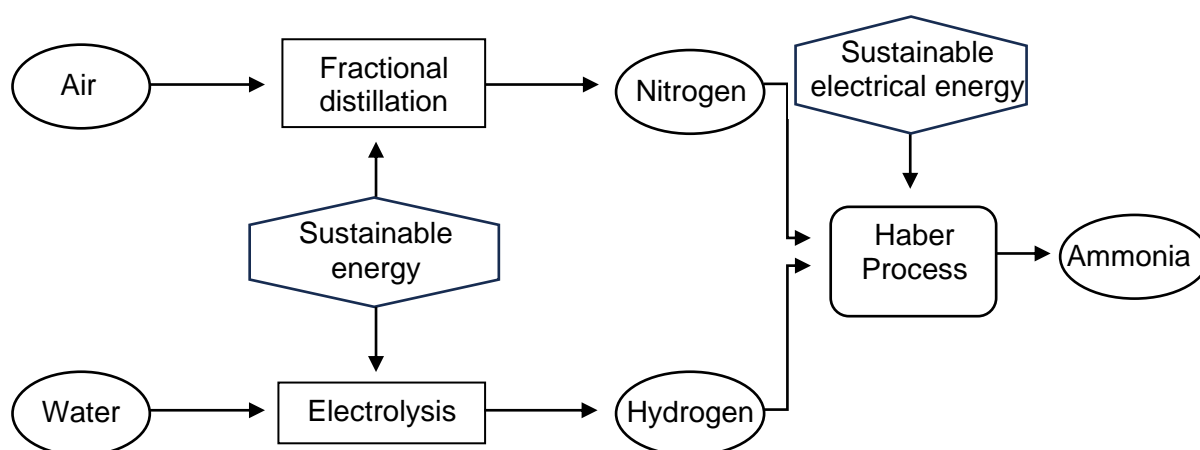 Air
Fractional
distillation
Nitrogen
Sustainable
electrical energy
Sustainable
energy
Haber
Process
Ammonia
Water
Electrolysis
Hydrogen